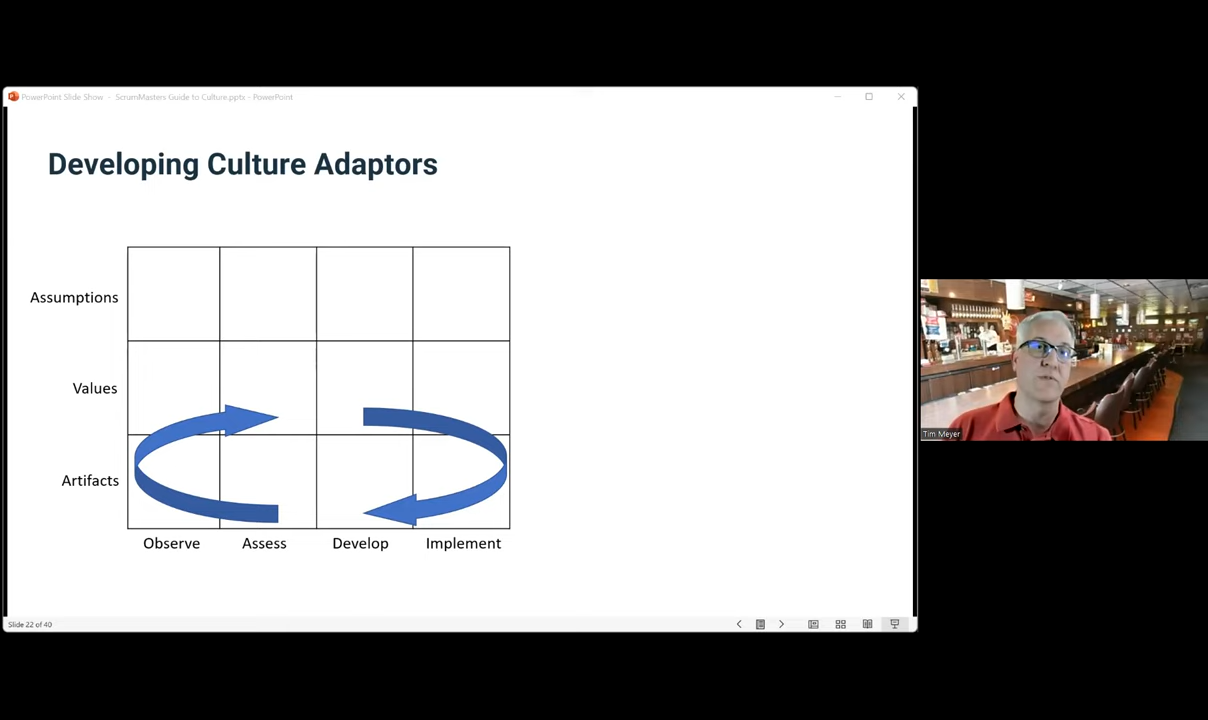 PowerPoint Slide Show - ScrumMasters Guide to Culture.ppts - PowerPoint
Developing Culture Adaptors
Assumptions
Values
Artifacts
Observe Assess Develop Implement
Tim Meyer
Slide 22 of 40